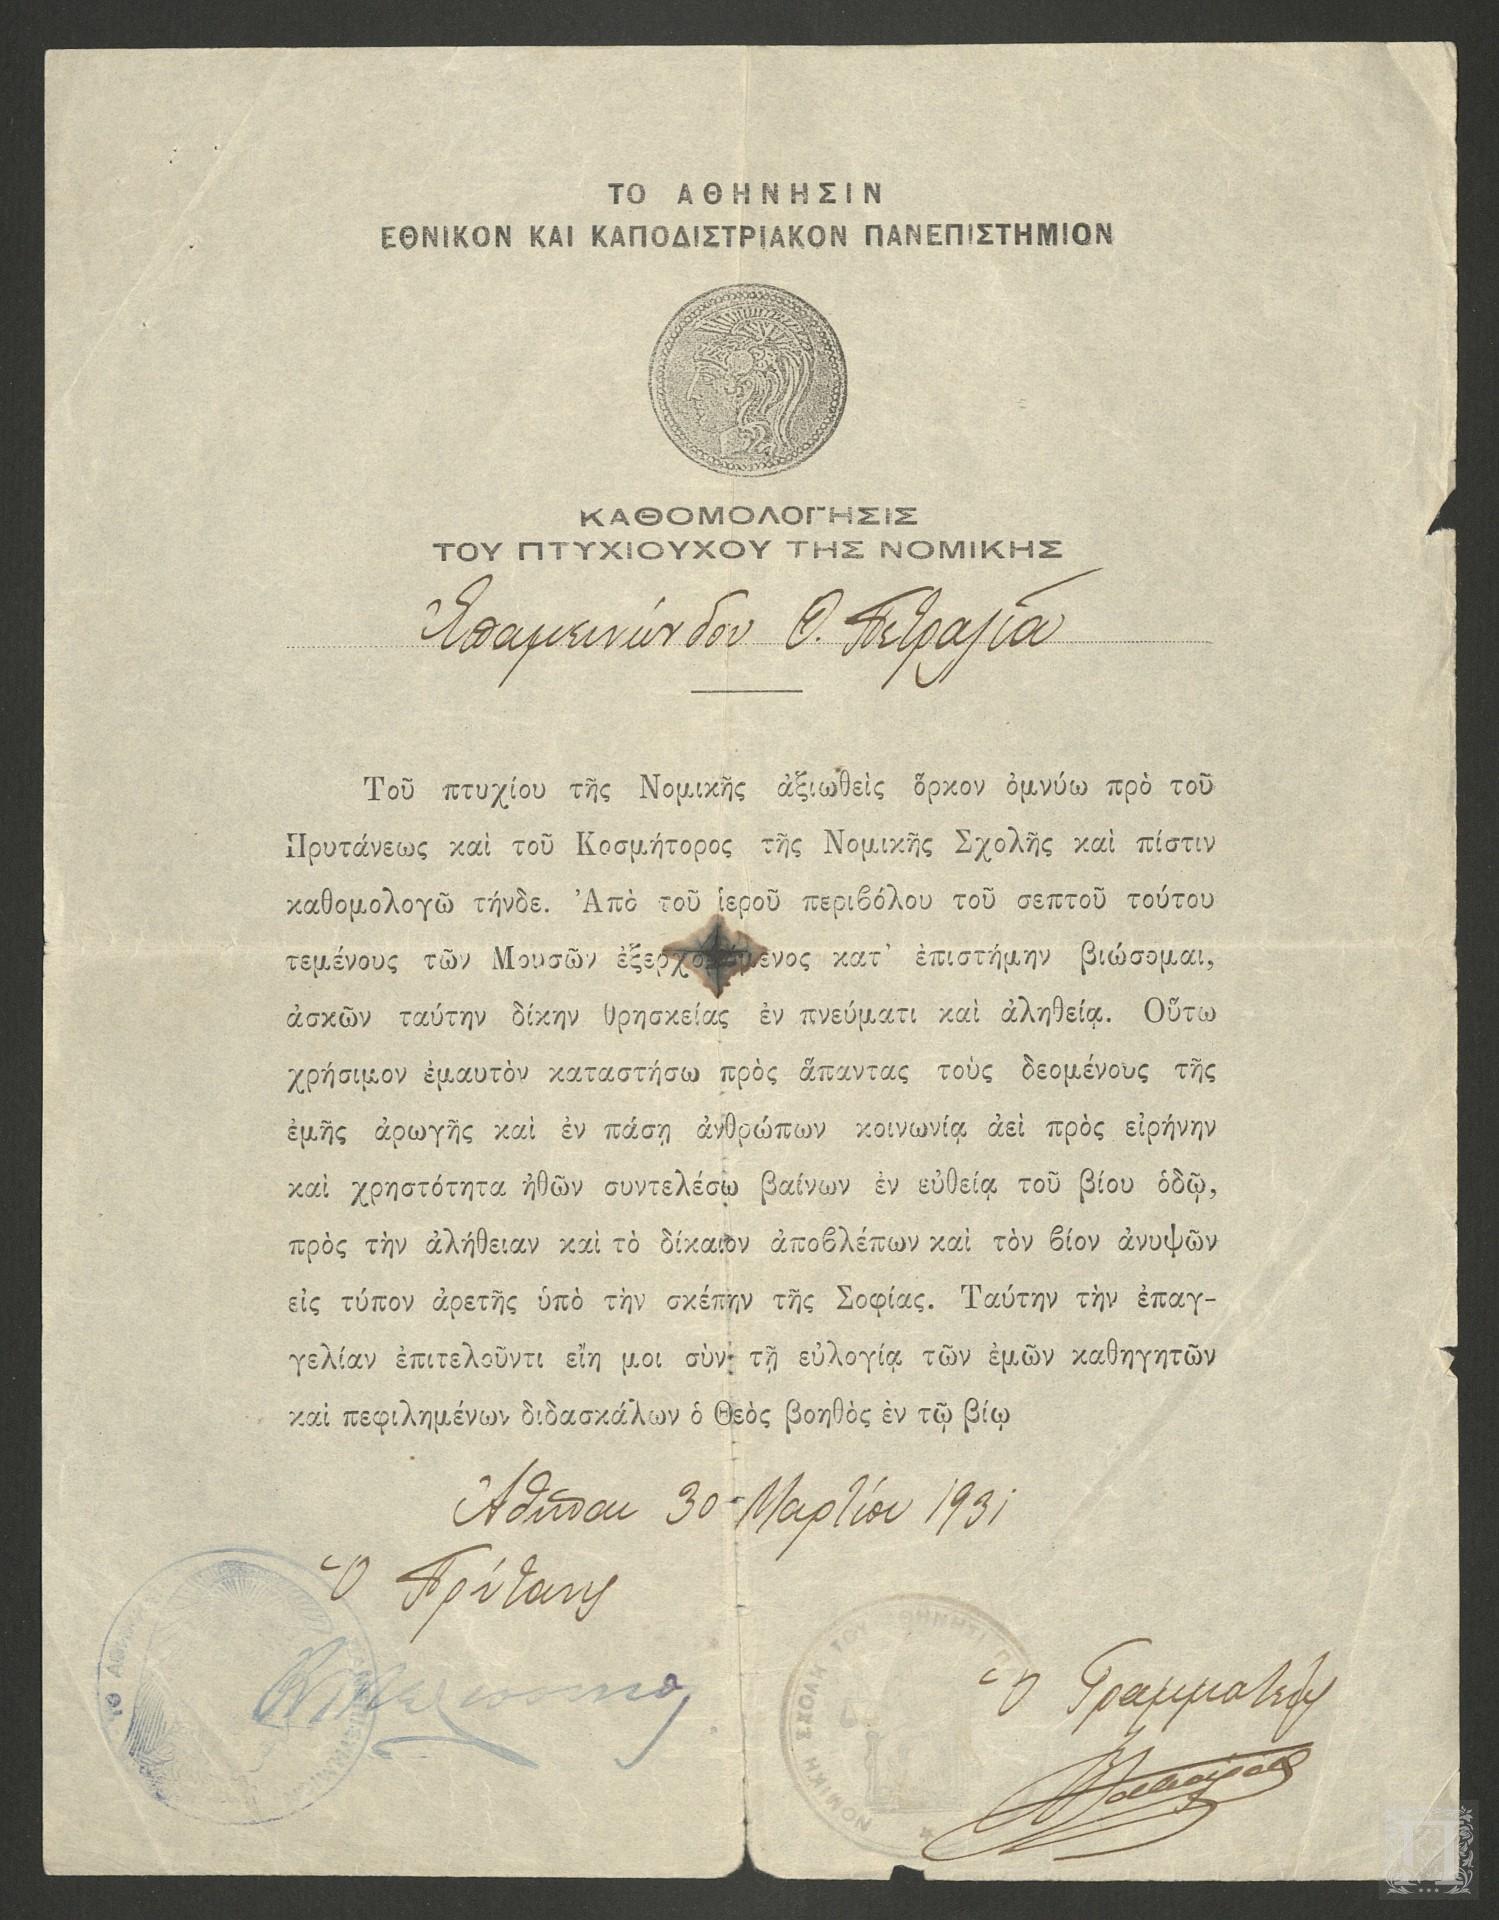 ΤΟ ΑΘΗΝΗΣΙΝ
ΕΘΝΙΚΟΝ ΚΑΙ ΚΑΠΟΔΙΣΤΡΙΑΚΟΝ ΠΑΝΕΠΙΣΤΗΜΙΟΝ
ΚΑΘΟΜΟΛΟΓΗΣΙΣ
ΤΟΥ ΠΤΥΧΙΟΥΧΟΥ ΤΗΣ ΝΟΜΙΚΗΣ
Ἐπαμεινώνδου Θ. Πετραλιᾶ
Τοῦ πτυχίου τῆς Νομικῆς ἀξιωθεὶς ὅρκον ὀμνύω πρὸ τοῦ
Πρυτάνεως καὶ τοῦ Κοσμήτορος τῆς Νομικῆς Σχολῆς καὶ πίστιν
καθομολογῶ τήνδε. Ἀπὸ τοῦ ἱεροῦ περιβόλου τοῦ σεπτοῦ τούτου
τεμένους τῶν Μουσῶν ἐξερχόμενος κατ' ἐπιστήμην βιώσομαι,
ἀσκῶν ταύτην δίκην θρησκείας ἐν πνεύματι καὶ ἀληθείᾳ. Οὕτω
χρήσιμον ἐμαυτὸν καταστήσω πρὸς ἅπαντας τοὺς δεομένους τῆς
ἐμῆς ἀρωγῆς καὶ ἐν πάσῃ ἀνθρώπων κοινωνίᾳ ἀεὶ πρὸς εἰρήνην
καὶ χρηστότητα ἠθῶν συντελέσω βαίνων ἐν εὐθείᾳ τοῦ βίου ὁδῷ,
πρὸς τὴν ἀλήθειαν καὶ τὸ δίκαιον ἀποβλέπων καὶ τὸν βίον ἀνυψῶν
εἰς τύπον ἀρετῆς ὑπὸ τὴν σκέπην τῆς Σοφίας. Ταύτην τὴν ἐπαγ-
γελίαν ἐπιτελοῦντι εἴη μοι σὺν τῇ εὐλογίᾳ τῶν ἐμῶν καθηγητῶν
καὶ πεφιλημένων διδασκάλων ὁ Θεὸς βοηθὸς ἐν τῷ βίῳ
Ἀθῆναι 30 Μαρτίου 1931
Ὁ Πρύτανις
Ὁ Γραμματεύς
ΝΟΜΙΚΗ ΣΧΟΛΗ ΤΟΥ